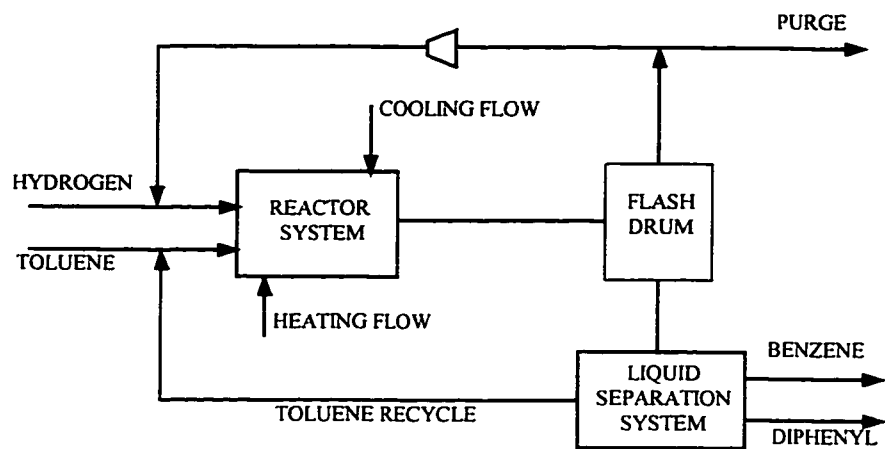 PURGE
COOLING FLOW
HYDROGEN
REACTOR
SYSTEM
FLASH
DRUM
TOLUENE
HEATING FLOW
BENZENE
LIQUID
SEPARATION
SYSTEM
TOLUENE RECYCLE
DIPHENYL